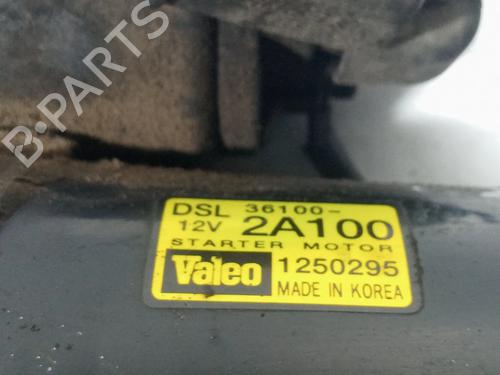 B-PARTS
DSL 36100-
12V 2A100
STARTER MOTOR
Valeo 1250295
MADE IN KOREA